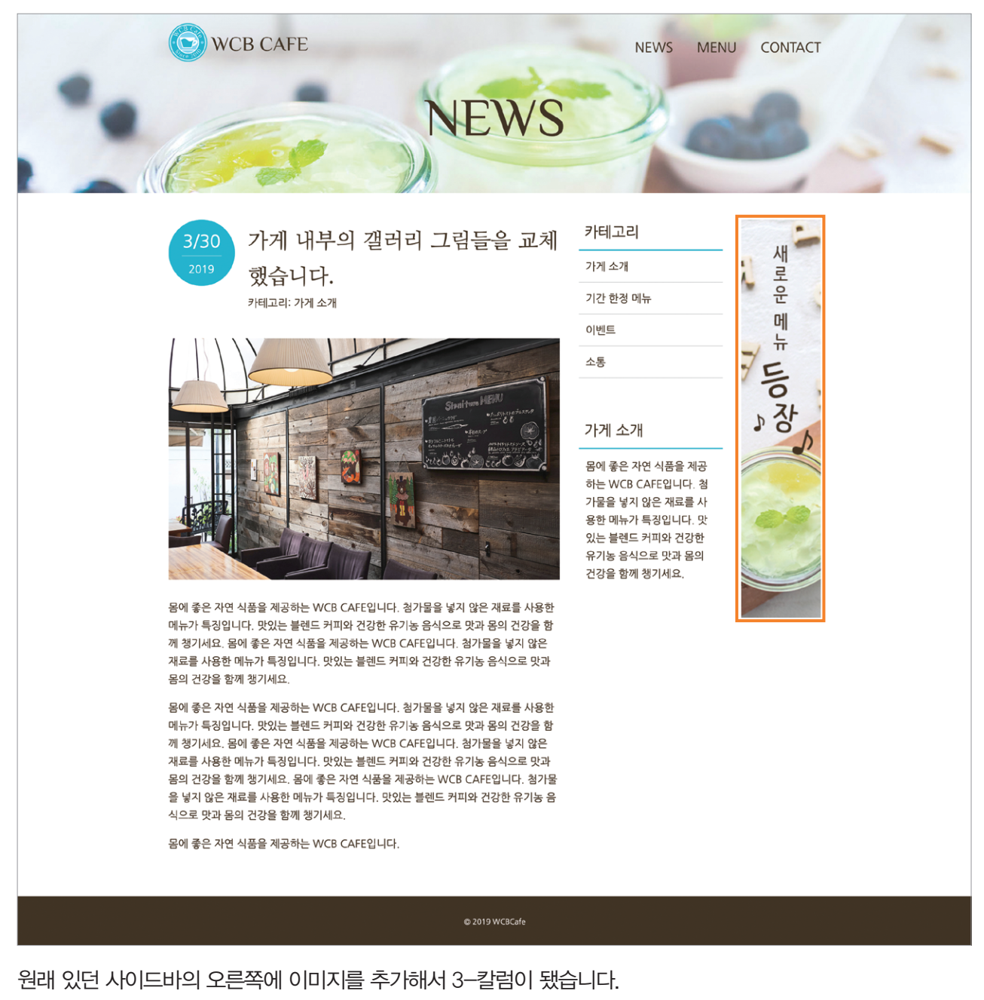 WCB Cafe
Since 2010
WCB CAFE
NEWS MENU CONTACT
NEWS
3/30
2019
가게 내부의 갤러리 그림들을 교체
했습니다.
카테고리: 가게 소개
몸에 좋은 자연 식품을 제공하는 WCB CAFE입니다. 첨가물을 넣지 않은 재료를 사용한
메뉴가 특징입니다. 맛있는 블렌드 커피와 건강한 유기농 음식으로 맛과 몸의 건강을 함
께 챙기세요. 몸에 좋은 자연 식품을 제공하는 WCB CAFE입니다. 첨가물을 넣지 않은
재료를 사용한 메뉴가 특징입니다. 맛있는 블렌드 커피와 건강한 유기농 음식으로 맛과
몸의 건강을 함께 챙기세요.
몸에 좋은 자연 식품을 제공하는 WCB CAFE입니다. 첨가물을 넣지 않은 재료를 사용한
메뉴가 특징입니다. 맛있는 블렌드 커피와 건강한 유기농 음식으로 맛과 몸의 건강을 함
께 챙기세요. 몸에 좋은 자연 식품을 제공하는 WCB CAFE입니다. 첨가물을 넣지 않은
재료를 사용한 메뉴가 특징입니다. 맛있는 블렌드 커피와 건강한 유기농 음식으로 맛과
몸의 건강을 함께 챙기세요. 몸에 좋은 자연 식품을 제공하는 WCB CAFE입니다. 첨가물
을 넣지 않은 재료를 사용한 메뉴가 특징입니다. 맛있는 블렌드 커피와 건강한 유기농 음
식으로 맛과 몸의 건강을 함께 챙기세요.
몸에 좋은 자연 식품을 제공하는 WCB CAFE입니다.
카테고리
가게 소개
기간 한정 메뉴
이벤트
소통
가게 소개
몸에 좋은 자연 식품을 제공
하는 WCB CAFE입니다. 첨
가물을 넣지 않은 재료를 사
용한 메뉴가 특징입니다. 맛
있는 블렌드 커피와 건강한
유기농 음식으로 맛과 몸의
건강을 함께 챙기세요.
새로운 메뉴
등장
© 2019 WCBCafe
원래 있던 사이드바의 오른쪽에 이미지를 추가해서 3-칼럼이 됐습니다.